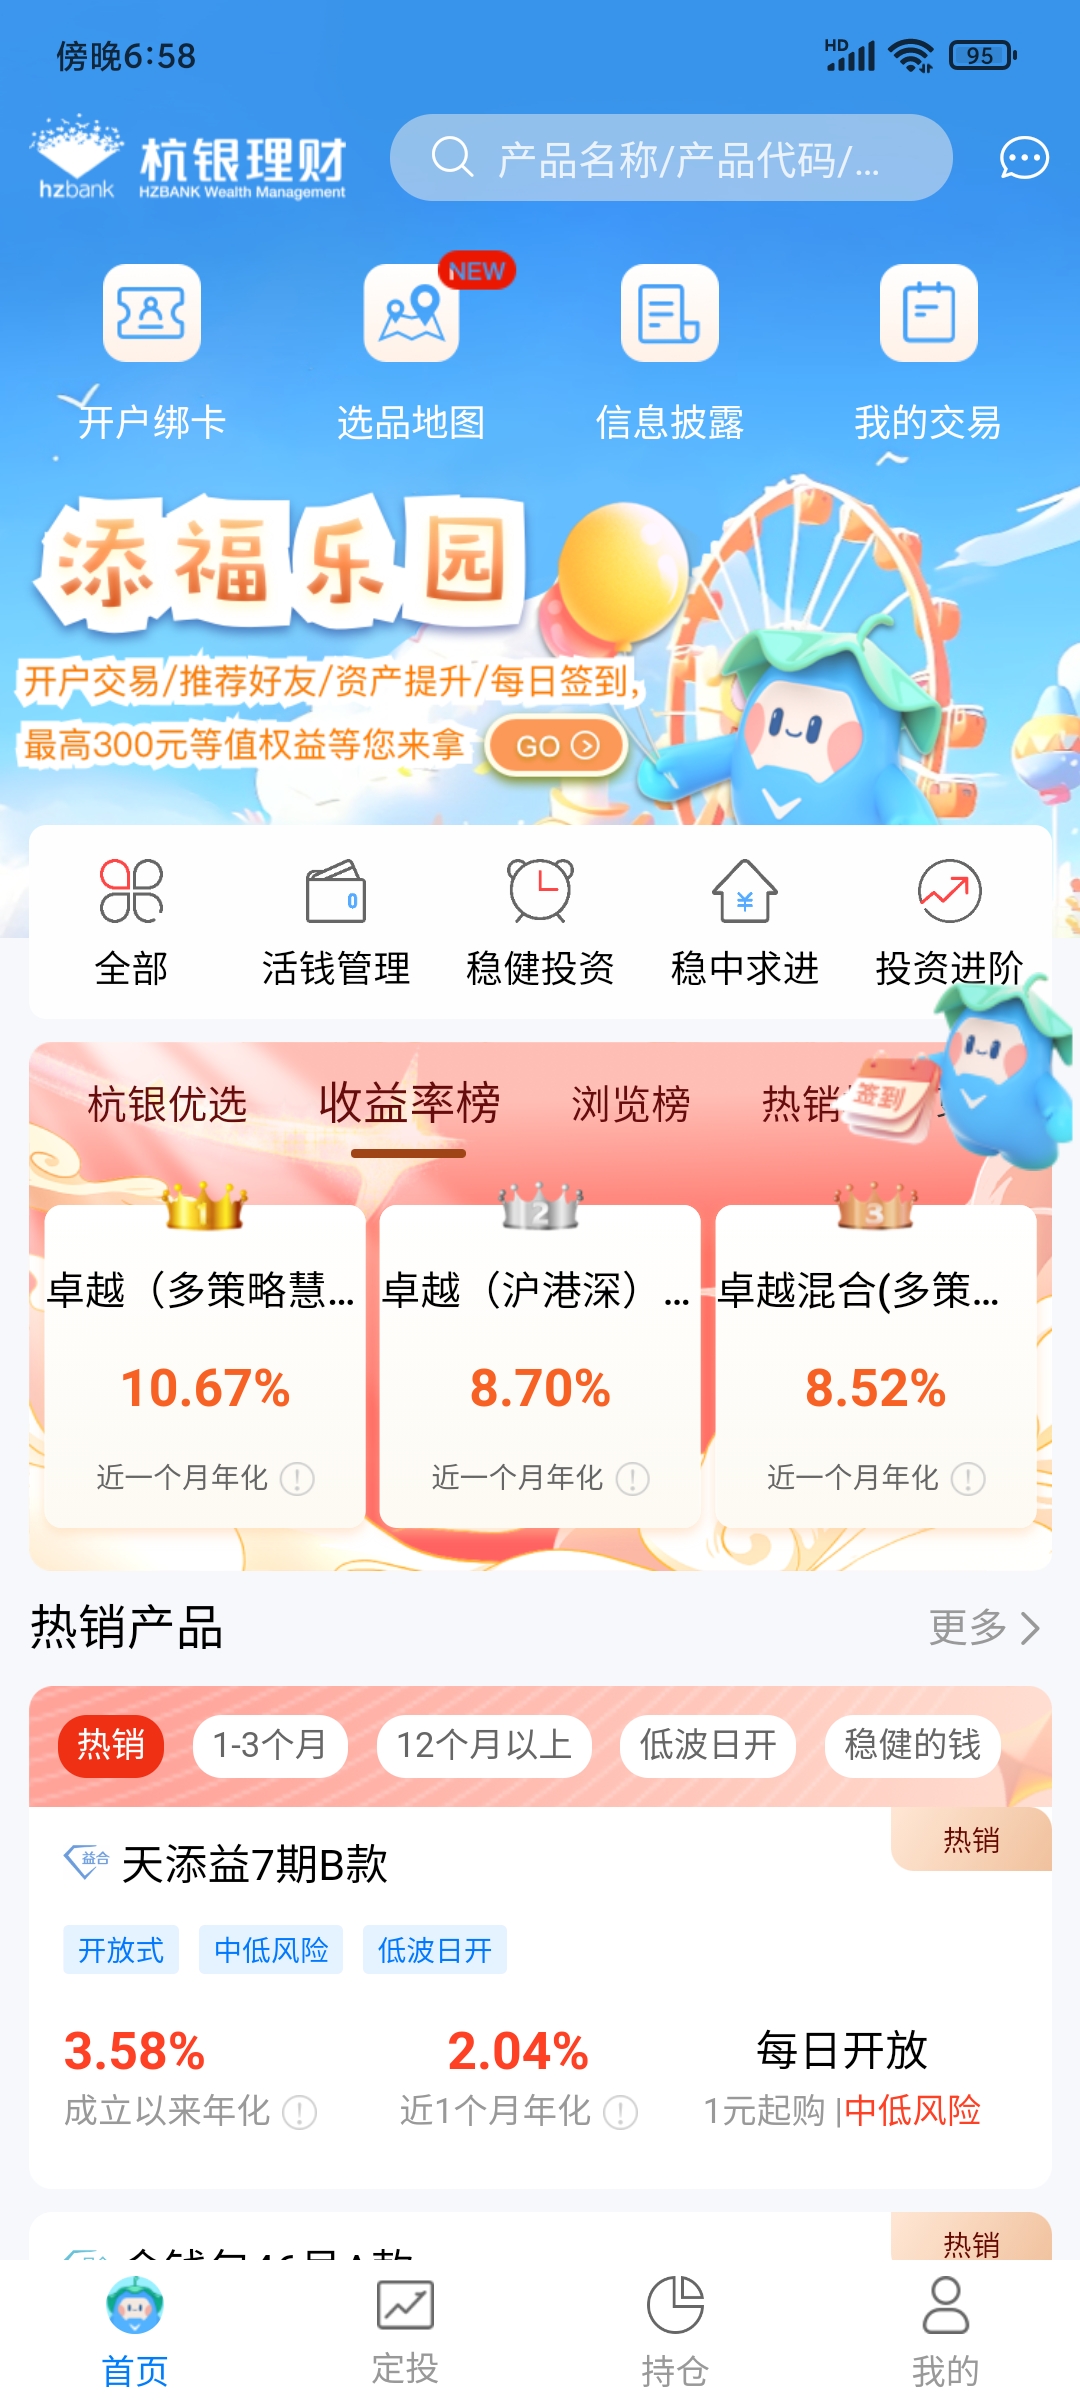 傍晚6:58
HD
95
hzbank
杭银理财
HZBANK Wealth Management
产品名称/产品代码/...
NEW
开户绑卡
选品地图
信息披露
我的交易
添福乐园
开户交易/推荐好友/资产提升/每日签到,
最高300元等值权益等您来拿
GO
全部
活钱管理
稳健投资
稳中求进
投资进阶
杭银优选
收益率榜
浏览榜
热销
签到
1
2
3
卓越（多策略慧...
卓越（沪港深）...
卓越混合(多策...
10.67%
8.70%
8.52%
近一个月年化
近一个月年化
近一个月年化
热销产品
更多
热销
1-3个月
12个月以上
低波日开
稳健的钱
热销
益合
天添益7期B款
开放式
中低风险
低波日开
3.58%
2.04%
每日开放
成立以来年化
近1个月年化
1元起购 |中低风险
热销
首页
定投
持仓
我的